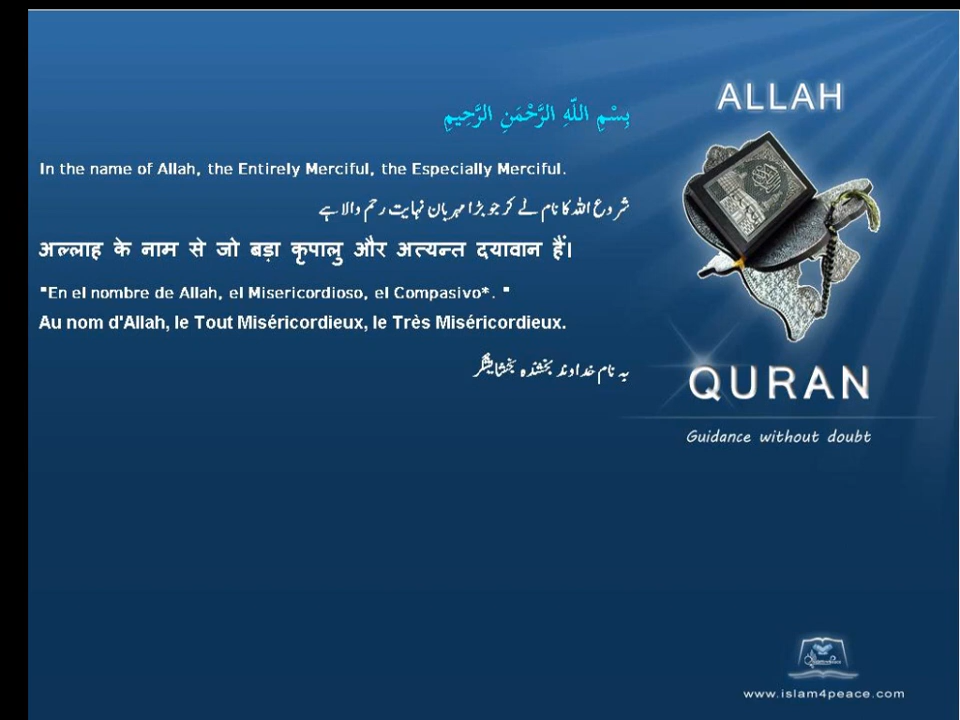 بِسْمِ اللّهِ الرَّحْمَنِ الرَّحِيمِ
In the name of Allah, the Entirely Merciful, the Especially Merciful.
شروع الله کا نام لے کر جو بڑا مہربان نہایت رحم والا ہے
अल्लाह के नाम से जो बड़ा कृपालु और अत्यन्त दयावान हैं।
"En el nombre de Allah, el Misericordioso, el Compasivo*. "
Au nom d'Allah, le Tout Miséricordieux, le Très Miséricordieux.
به نام خداوند بخشنده بخشایشگر
ALLAH
QURAN
Guidance without doubt
www.islam4peace.com